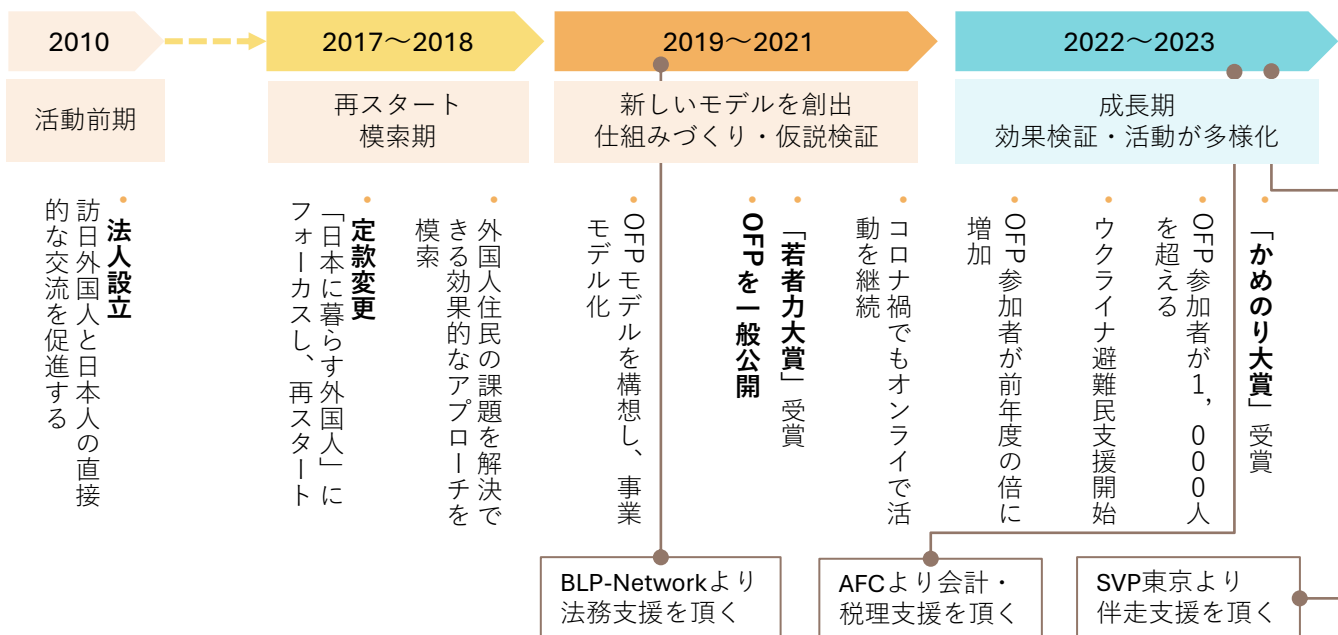 2010
2017～2018
2019～2021
2022～2023
活動前期
再スタート
模索期
新しいモデルを創出
仕組みづくり・仮説検証
成長期
効果検証・活動が多様化
• 法人設立
訪日外国人と日本人の直接
的な交流を促進する
• 定款変更
「日本に暮らす外国人」に
フォーカスし、再スタート
• 外国人住民の課題を解決で
きる効果的なアプローチを
模索
• OFPモデルを構想し、事業
モデル化
• OFPを一般公開
• 「若者力大賞」受賞
• コロナ禍でもオンライで活
動を継続
• OFP参加者が前年度の倍に
増加
• ウクライナ避難民支援開始
• OFP参加者が1,000人
を超える
• 「かめのり大賞」受賞
BLP-Networkより
法務支援を頂く
AFCより会計・
税理支援を頂く
SVP東京より
伴走支援を頂く